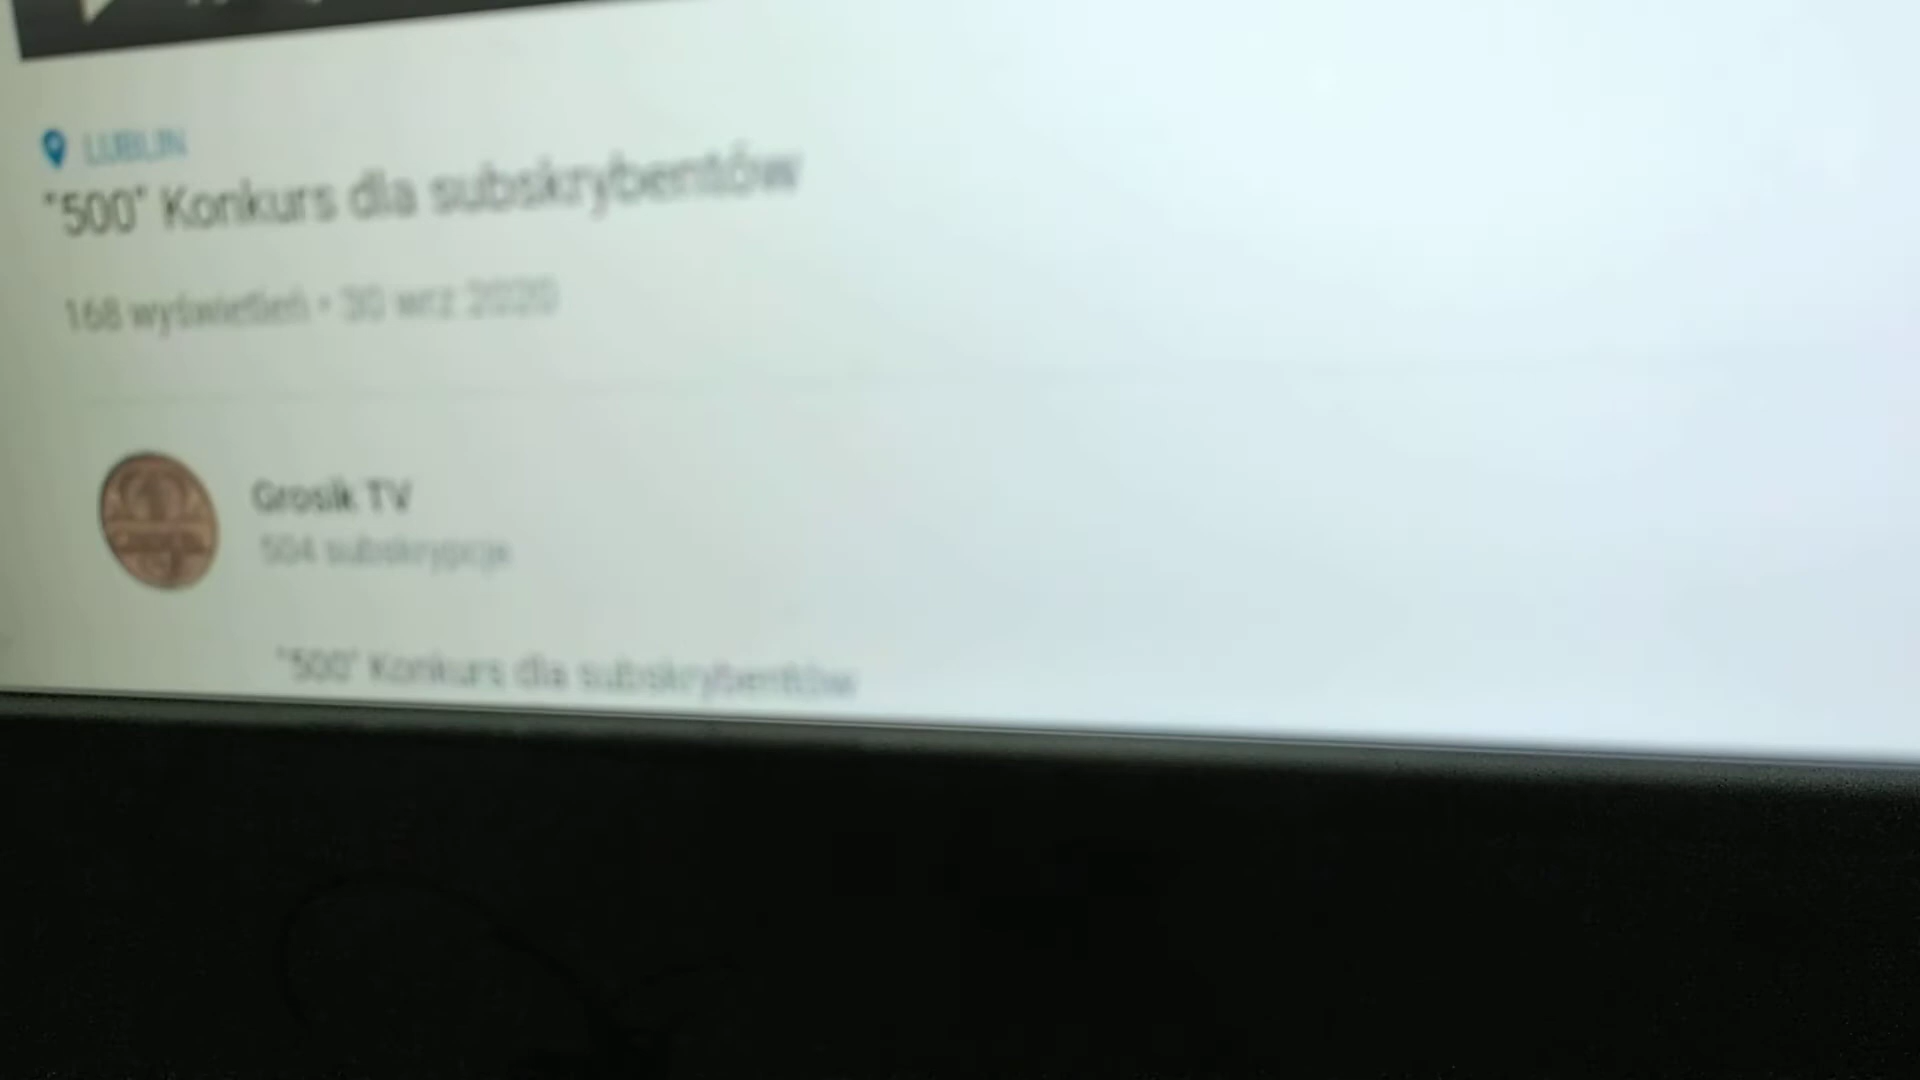 LUBLIN
"500" Konkurs dla subskrybentów
168 wyświetleń • 30 wrz 2020
Grosik TV
504 subskrypcje
"500" Konkurs dla subskrybentów